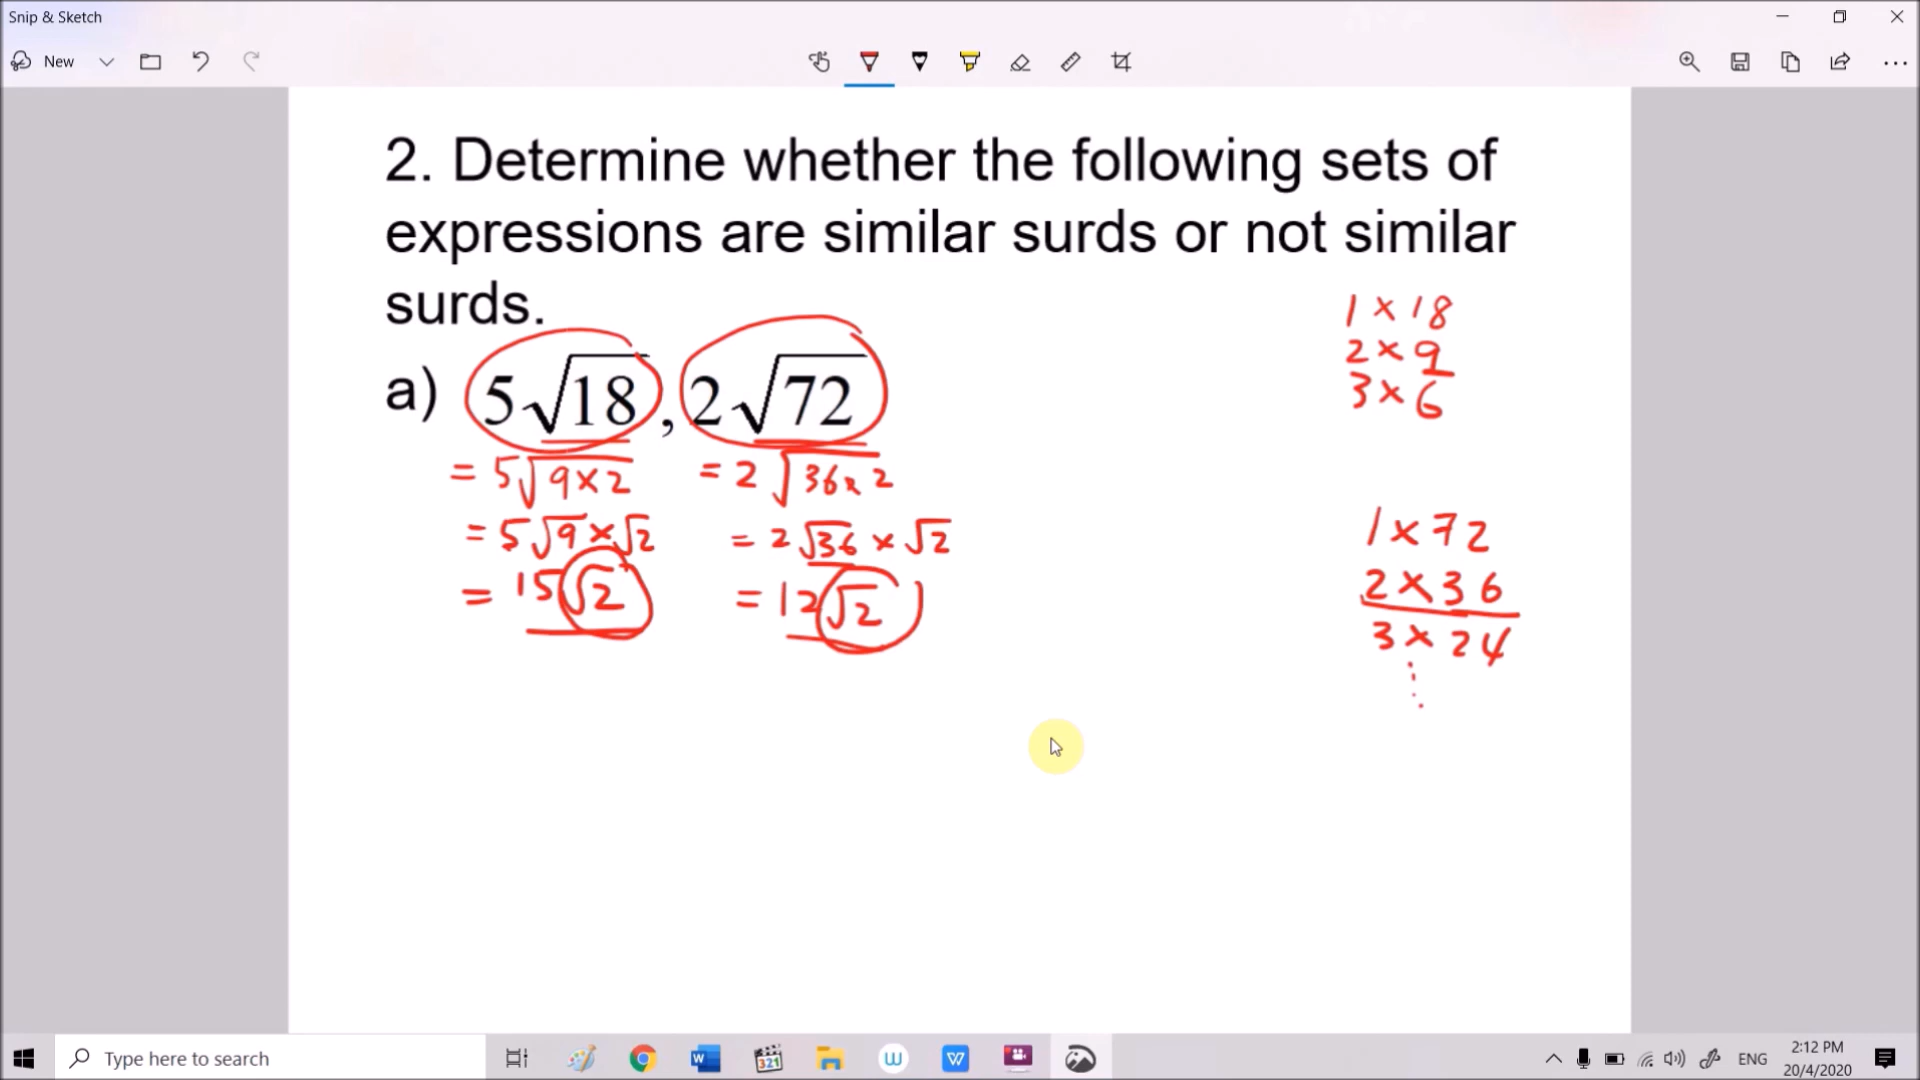 Snip & Sketch
New
2. Determine whether the following sets of
expressions are similar surds or not similar
surds.
a) 5√18 , 2√72
= 5√9×2
= 5√9 × √2
= 15√2
= 2√36×2
= 2√36 × √2
= 12√2
1 × 18
2 × 9
3 × 6
1 × 72
2 × 36
3 × 24
Type here to search
321
ENG
2:12 PM
20/4/2020